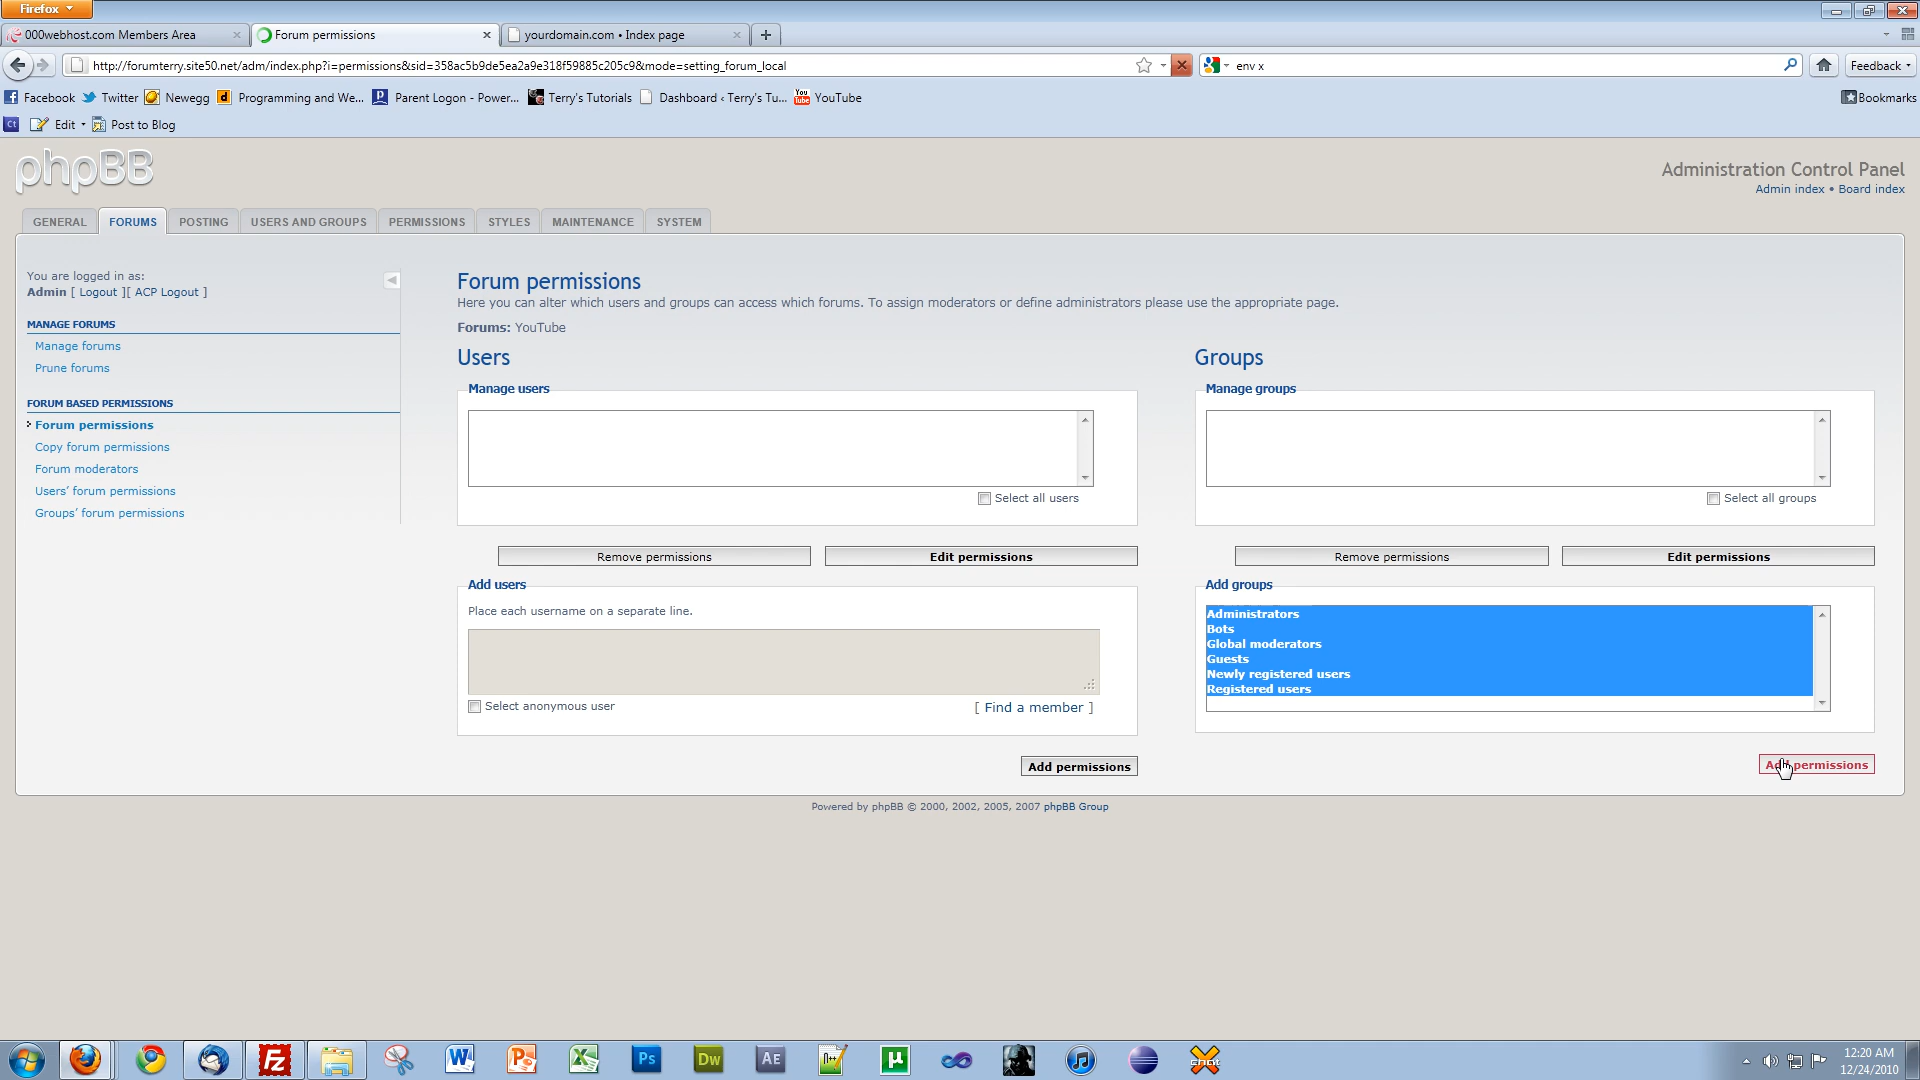 Firefox
000webhost.com Members Area
Forum permissions
yourdomain.com • Index page
http://forumterry.site50.net/adm/index.php?i=permissions&sid=358ac5b9de5ea2a9e318f59885c205c9&mode=setting_forum_local
env x
Feedback
Facebook
Twitter
Newegg
Programming and We...
Parent Logon - Power...
Terry's Tutorials
Dashboard ‹ Terry's Tu...
YouTube
Bookmarks
Edit
Post to Blog
phpBB
Administration Control Panel
Admin index • Board index
GENERAL
FORUMS
POSTING
USERS AND GROUPS
PERMISSIONS
STYLES
MAINTENANCE
SYSTEM
You are logged in as:
Admin [ Logout ][ ACP Logout ]
MANAGE FORUMS
Manage forums
Prune forums
FORUM BASED PERMISSIONS
Forum permissions
Copy forum permissions
Forum moderators
Users’ forum permissions
Groups’ forum permissions
Forum permissions
Here you can alter which users and groups can access which forums. To assign moderators or define administrators please use the appropriate page.
Forums: YouTube
Users
Manage users
Select all users
Remove permissions
Edit permissions
Add users
Place each username on a separate line.
Select anonymous user
[ Find a member ]
Add permissions
Groups
Manage groups
Select all groups
Remove permissions
Edit permissions
Add groups
Administrators
Bots
Global moderators
Guests
Newly registered users
Registered users
Add permissions
Powered by phpBB © 2000, 2002, 2005, 2007 phpBB Group
12:20 AM
12/24/2010